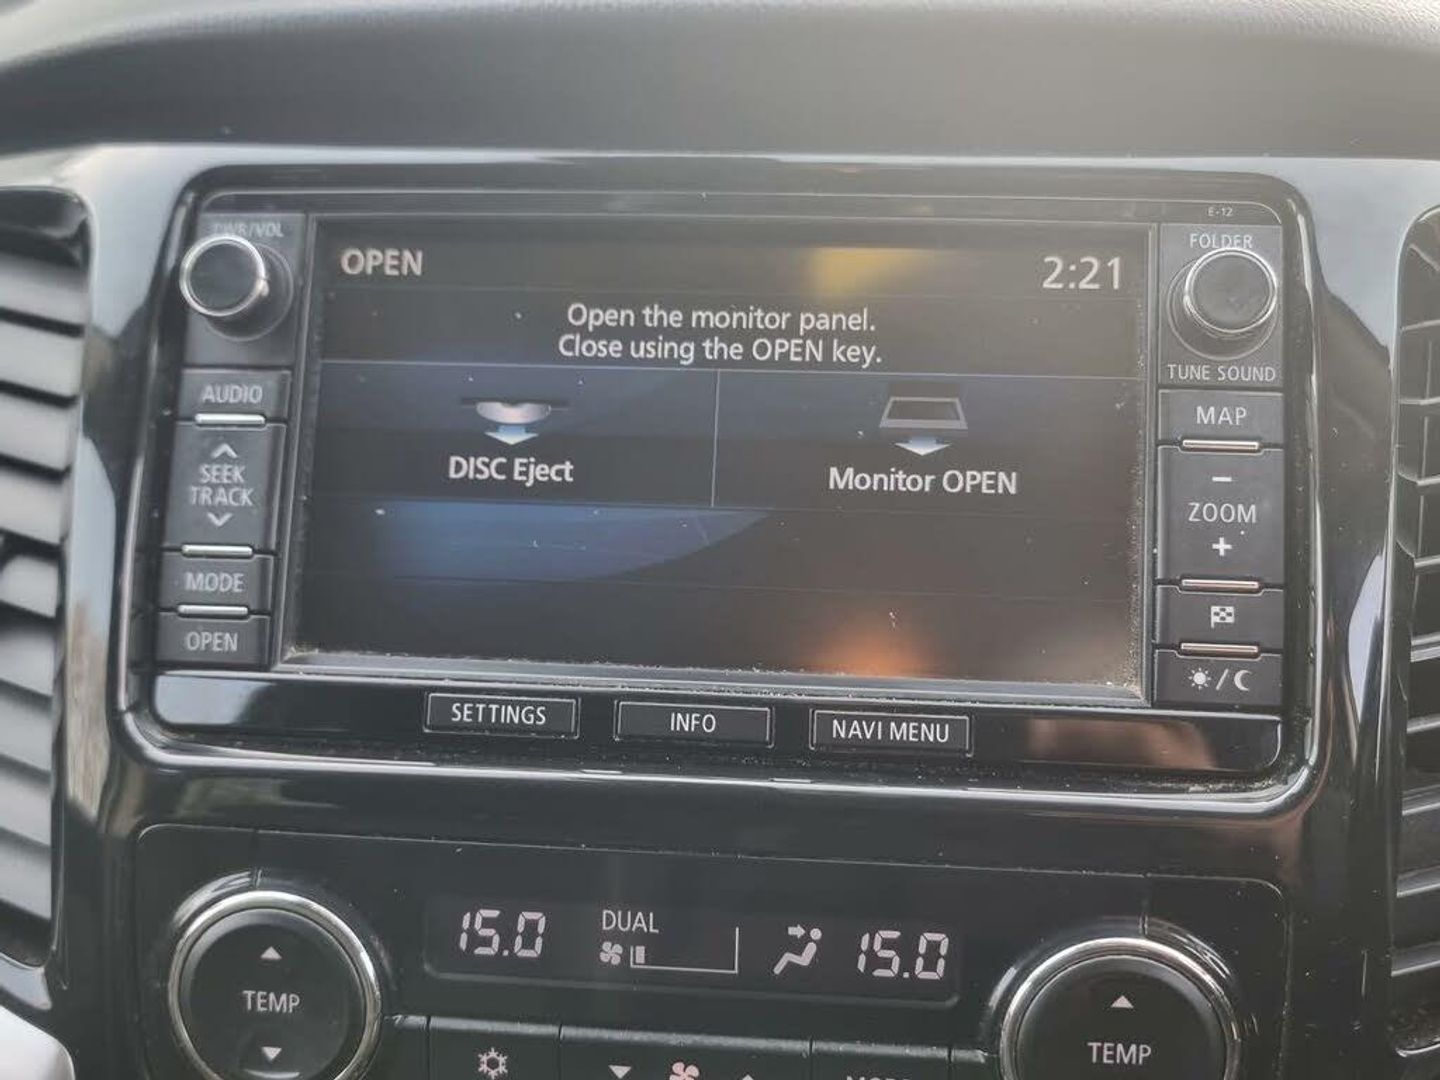 E-12
PWR/VOL
FOLDER
OPEN
2:21
Open the monitor panel.
Close using the OPEN key.
TUNE SOUND
AUDIO
MAP
SEEK
TRACK
DISC Eject
Monitor OPEN
−
ZOOM
+
MODE
OPEN
/
SETTINGS
INFO
NAVI MENU
15.0
DUAL
15.0
TEMP
TEMP